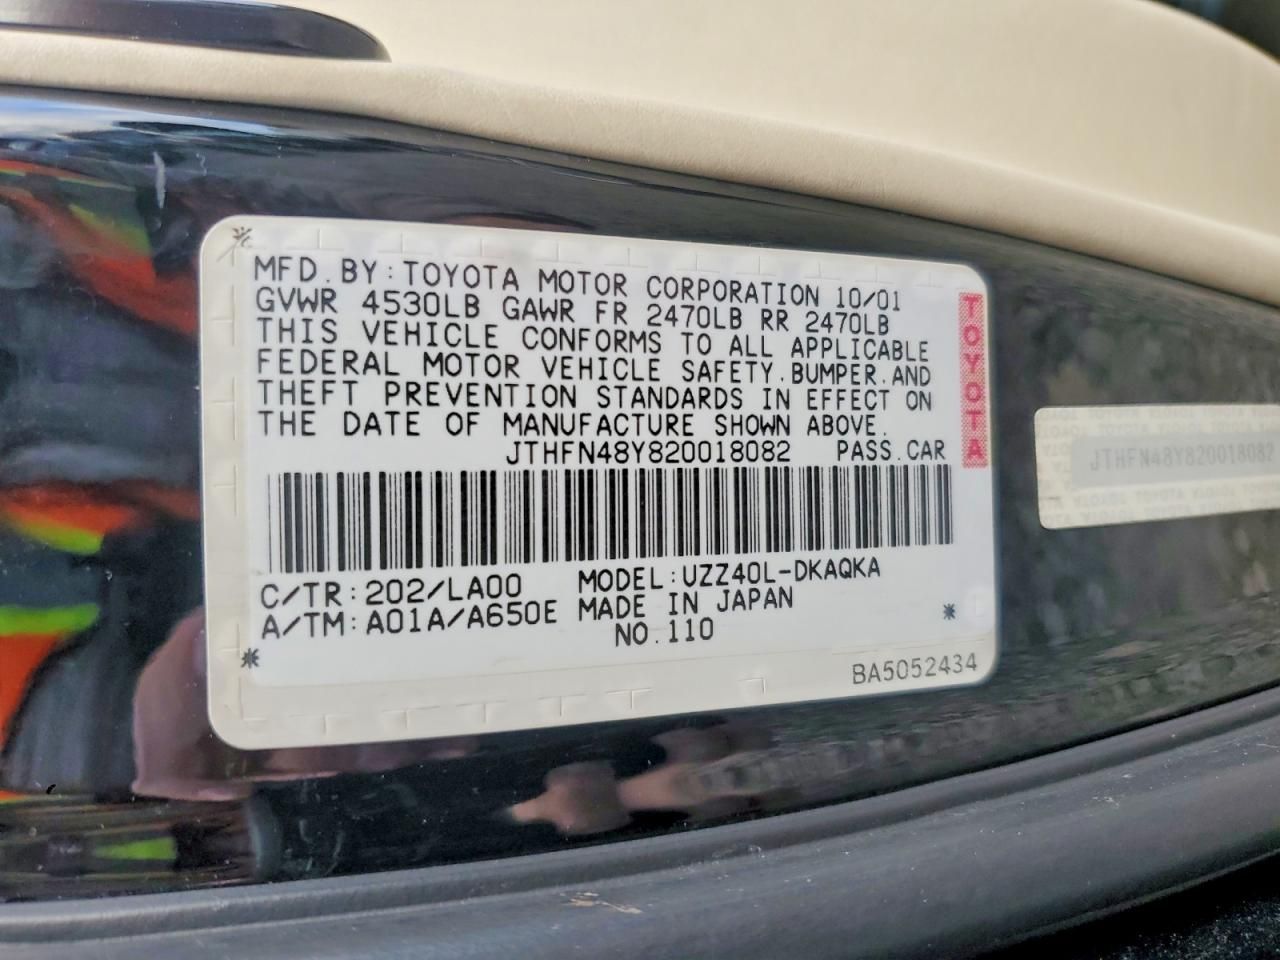 MFD. BY: TOYOTA MOTOR CORPORATION 10/01
GVWR 4530LB GAWR FR 2470LB RR 2470LB
THIS VEHICLE CONFORMS TO ALL APPLICABLE
FEDERAL MOTOR VEHICLE SAFETY, BUMPER, AND
THEFT PREVENTION STANDARDS IN EFFECT ON
THE DATE OF MANUFACTURE SHOWN ABOVE.
JTHFN48Y820018082 PASS. CAR
C/TR: 202/LA00 MODEL: UZZ40L-DKAQKA
A/TM: A01A/A650E MADE IN JAPAN
NO. 110
BA5052434
TOYOTA
JTHFN48Y820018082